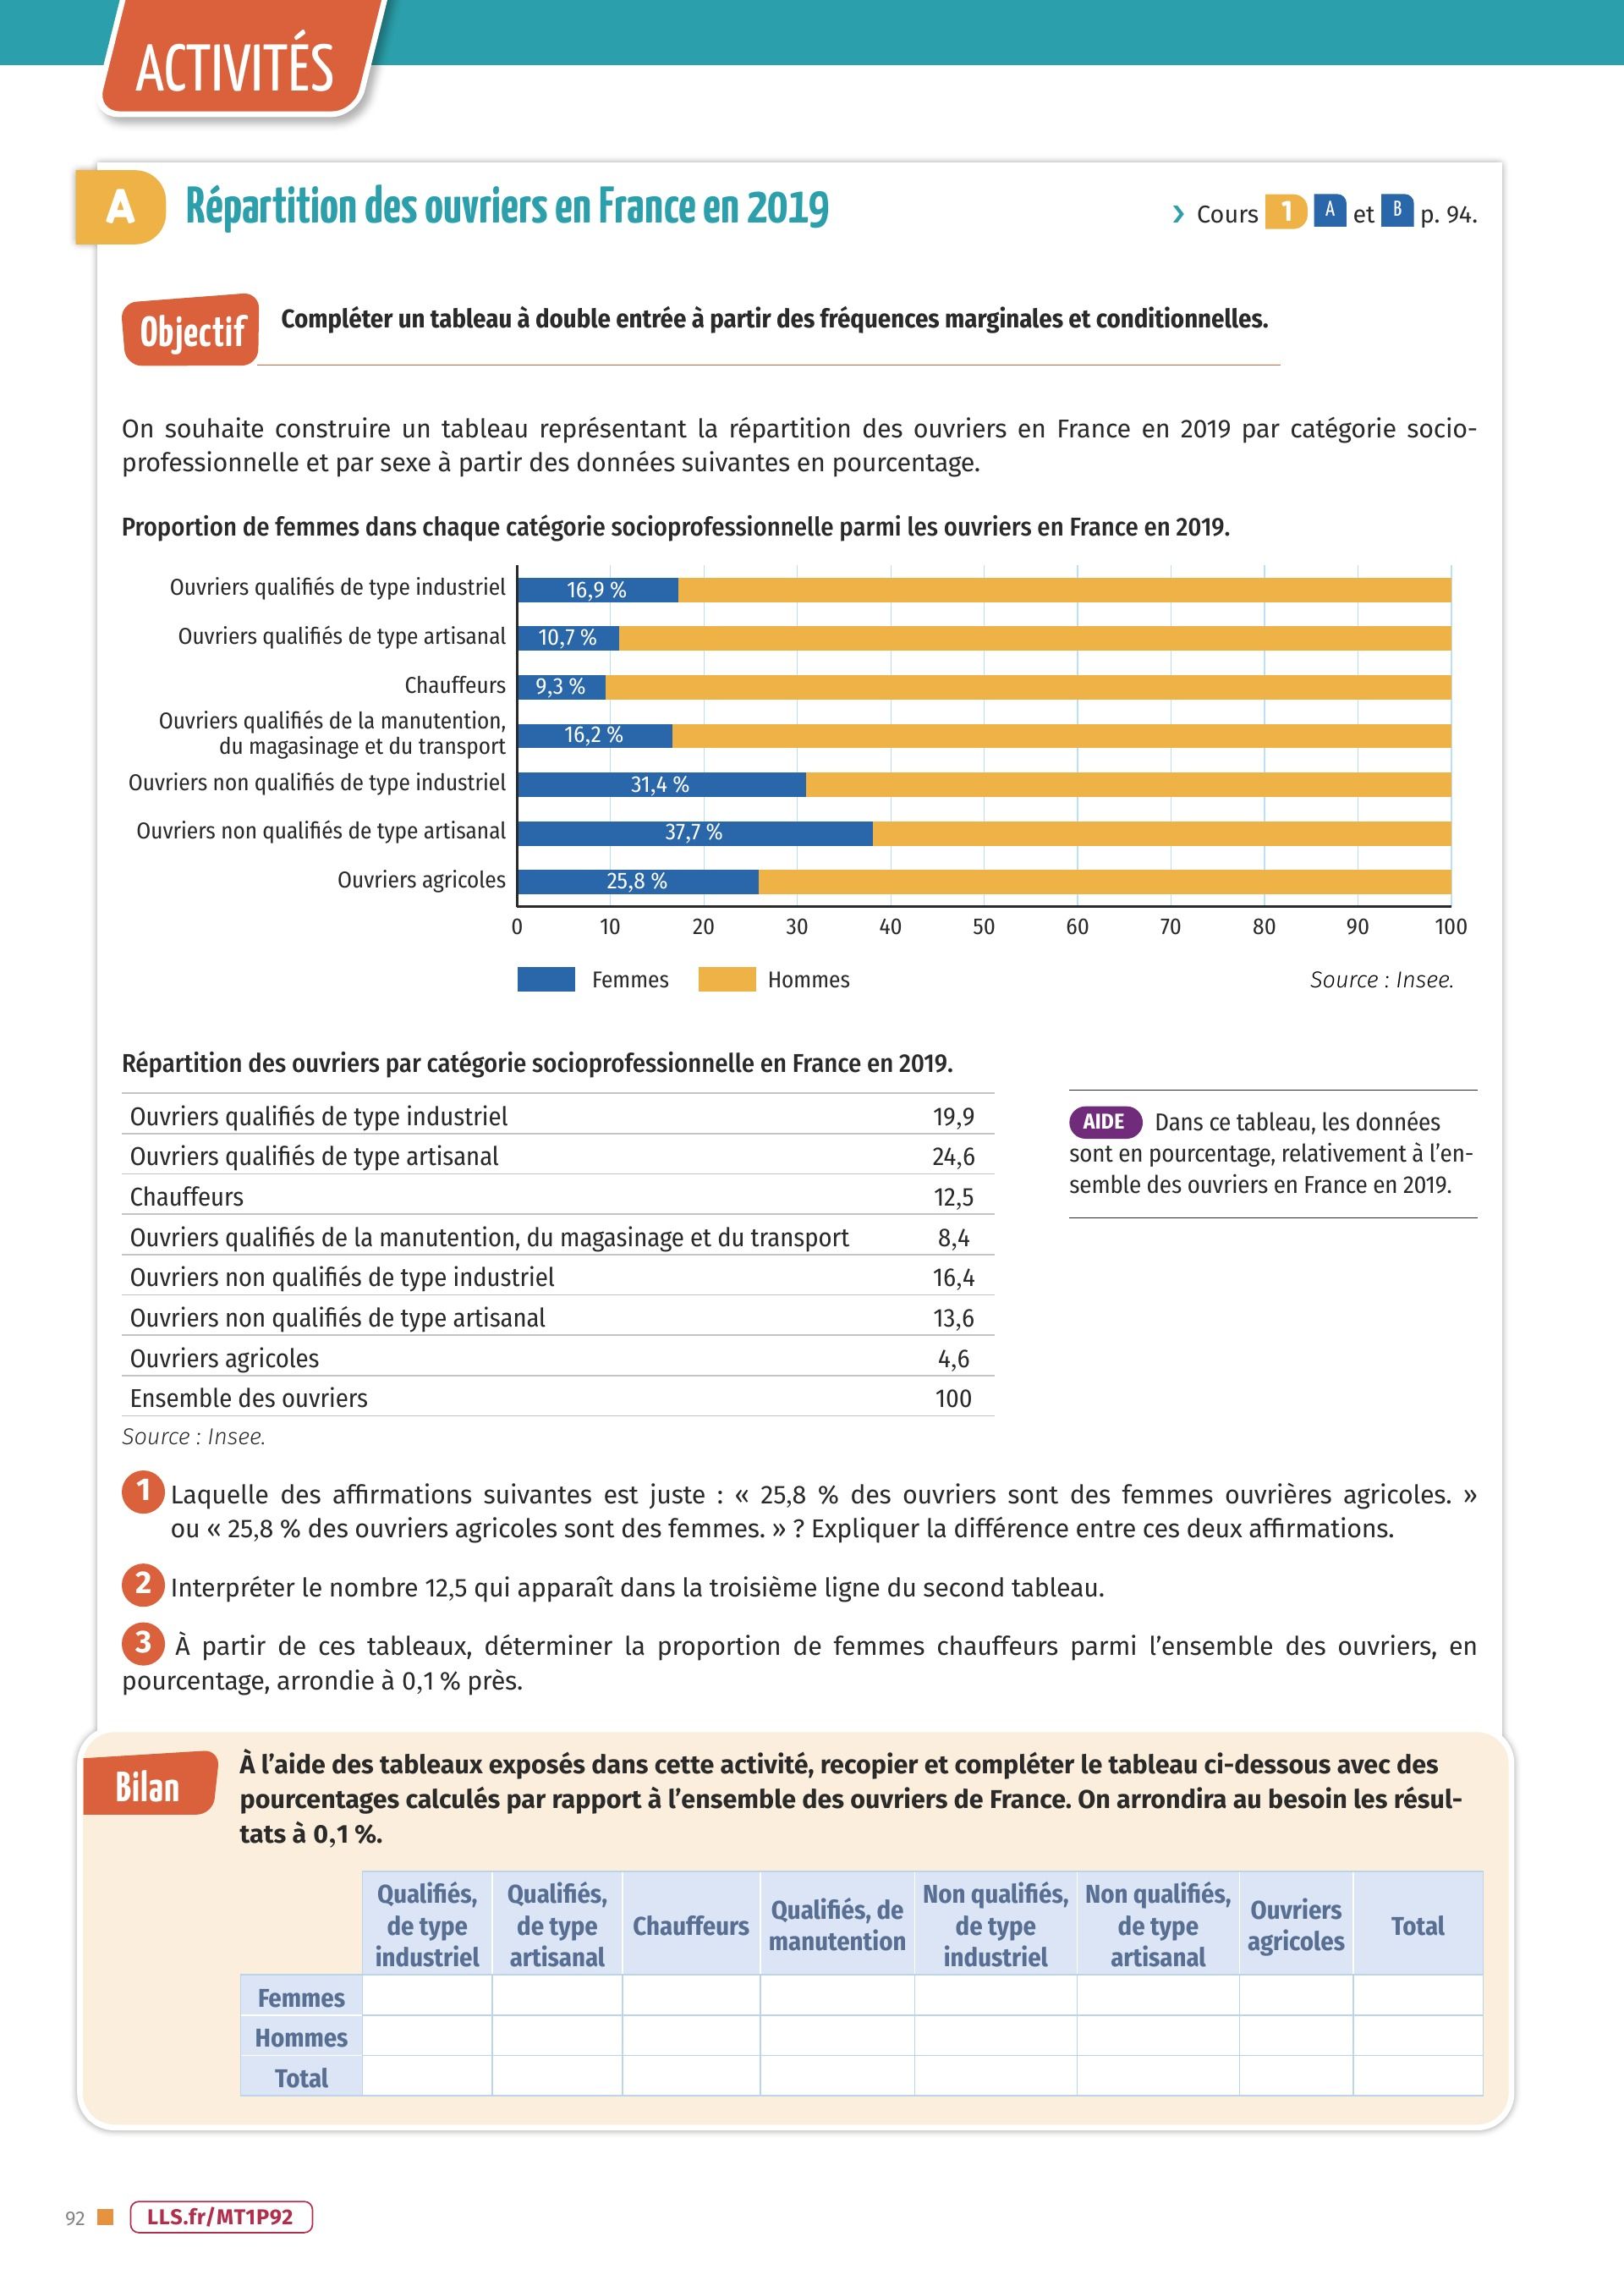 ACTIVITÉS
A
Répartition des ouvriers en France en 2019
› Cours 1 A et B p. 94.
Objectif
Compléter un tableau à double entrée à partir des fréquences marginales et conditionnelles.
On souhaite construire un tableau représentant la répartition des ouvriers en France en 2019 par catégorie socio-
professionnelle et par sexe à partir des données suivantes en pourcentage.
Proportion de femmes dans chaque catégorie socioprofessionnelle parmi les ouvriers en France en 2019.
Ouvriers qualifiés de type industriel 16,9 %
Ouvriers qualifiés de type artisanal 10,7 %
Chauffeurs 9,3 %
Ouvriers qualifiés de la manutention,
du magasinage et du transport 16,2 %
Ouvriers non qualifiés de type industriel 31,4 %
Ouvriers non qualifiés de type artisanal 37,7 %
Ouvriers agricoles 25,8 %
0 10 20 30 40 50 60 70 80 90 100
Femmes Hommes Source : Insee.
Répartition des ouvriers par catégorie socioprofessionnelle en France en 2019.
Ouvriers qualifiés de type industriel 19,9
Ouvriers qualifiés de type artisanal 24,6
Chauffeurs 12,5
Ouvriers qualifiés de la manutention, du magasinage et du transport 8,4
Ouvriers non qualifiés de type industriel 16,4
Ouvriers non qualifiés de type artisanal 13,6
Ouvriers agricoles 4,6
Ensemble des ouvriers 100
Source : Insee.
AIDE Dans ce tableau, les données
sont en pourcentage, relativement à l'en-
semble des ouvriers en France en 2019.
1 Laquelle des affirmations suivantes est juste : « 25,8 % des ouvriers sont des femmes ouvrières agricoles. »
ou « 25,8 % des ouvriers agricoles sont des femmes. » ? Expliquer la différence entre ces deux affirmations.
2 Interpréter le nombre 12,5 qui apparaît dans la troisième ligne du second tableau.
3 À partir de ces tableaux, déterminer la proportion de femmes chauffeurs parmi l'ensemble des ouvriers, en
pourcentage, arrondie à 0,1 % près.
Bilan
À l'aide des tableaux exposés dans cette activité, recopier et compléter le tableau ci-dessous avec des
pourcentages calculés par rapport à l'ensemble des ouvriers de France. On arrondira au besoin les résul-
tats à 0,1 %.
Qualifiés,
de type
industriel
Qualifiés,
de type
artisanal
Chauffeurs
Qualifiés, de
manutention
Non qualifiés,
de type
industriel
Non qualifiés,
de type
artisanal
Ouvriers
agricoles
Total
Femmes
Hommes
Total
92
LLS.fr/MT1P92